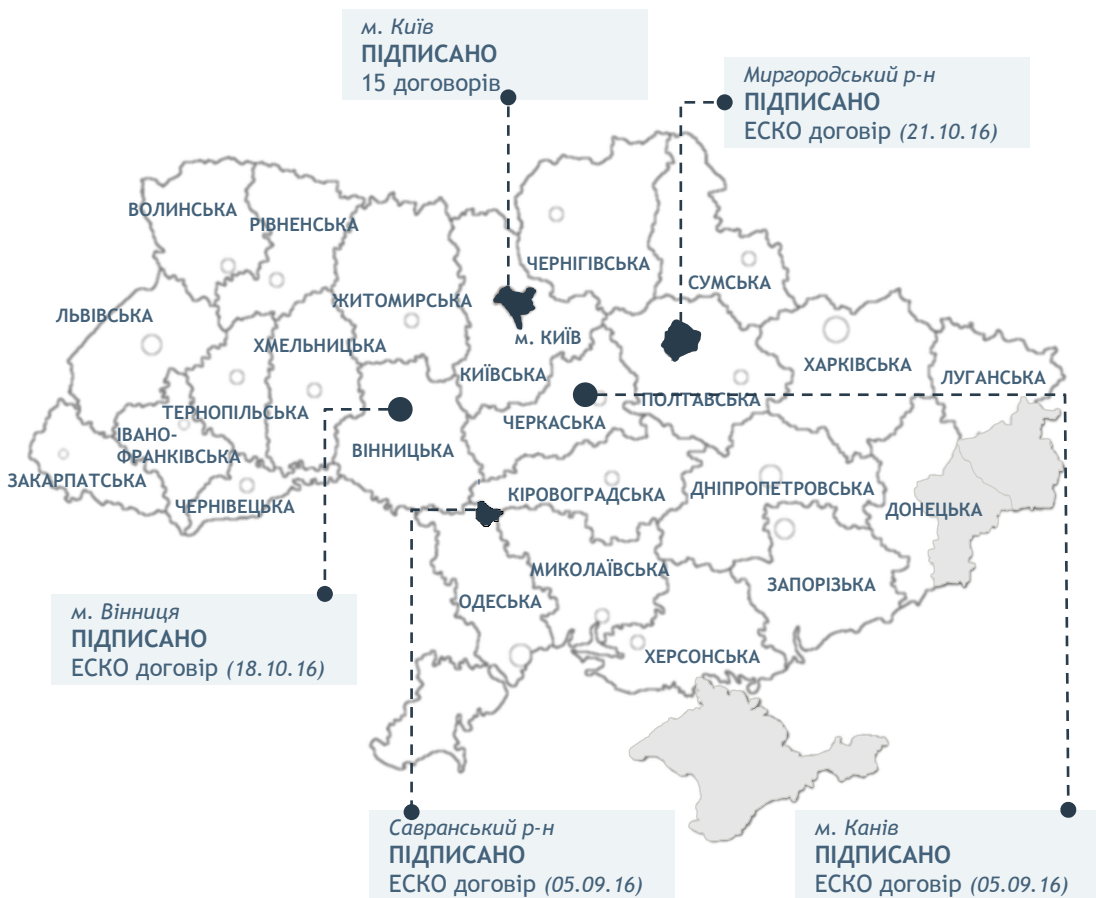 м. Київ
ПІДПИСАНО
15 договорів
Миргородський р-н
ПІДПИСАНО
ЕСКО договір (21.10.16)
ВОЛИНСЬКА
РІВНЕНСЬКА
ЧЕРНІГІВСЬКА
СУМСЬКА
ЖИТОМИРСЬКА
ЛЬВІВСЬКА
ХМЕЛЬНИЦЬКА
м. КИЇВ
КИЇВСЬКА
ХАРКІВСЬКА
ЛУГАНСЬКА
ПОЛТАВСЬКА
ТЕРНОПІЛЬСЬКА
ЧЕРКАСЬКА
ІВАНО-
ФРАНКІВСЬКА
ВІННИЦЬКА
ЗАКАРПАТСЬКА
ЧЕРНІВЕЦЬКА
КІРОВОГРАДСЬКА
ДНІПРОПЕТРОВСЬКА
ДОНЕЦЬКА
МИКОЛАЇВСЬКА
ЗАПОРІЗЬКА
ОДЕСЬКА
ХЕРСОНСЬКА
м. Вінниця
ПІДПИСАНО
ЕСКО договір (18.10.16)
Савранський р-н
ПІДПИСАНО
ЕСКО договір (05.09.16)
м. Канів
ПІДПИСАНО
ЕСКО договір (05.09.16)